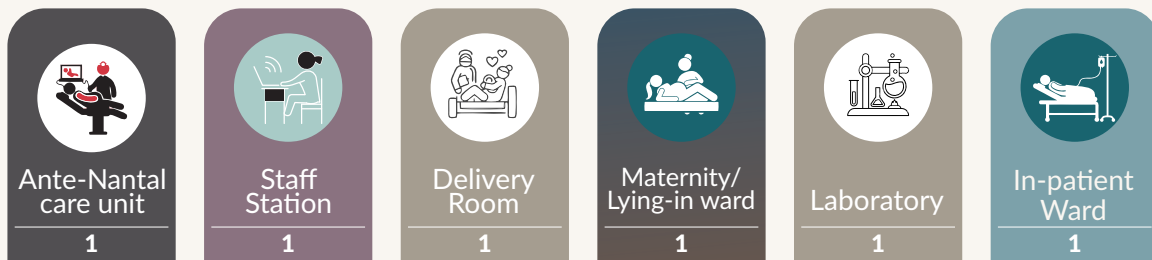 Ante-Nantal
care unit
1
Staff
Station
1
Delivery
Room
1
Maternity/
Lying-in ward
1
Laboratory
1
In-patient
Ward
1